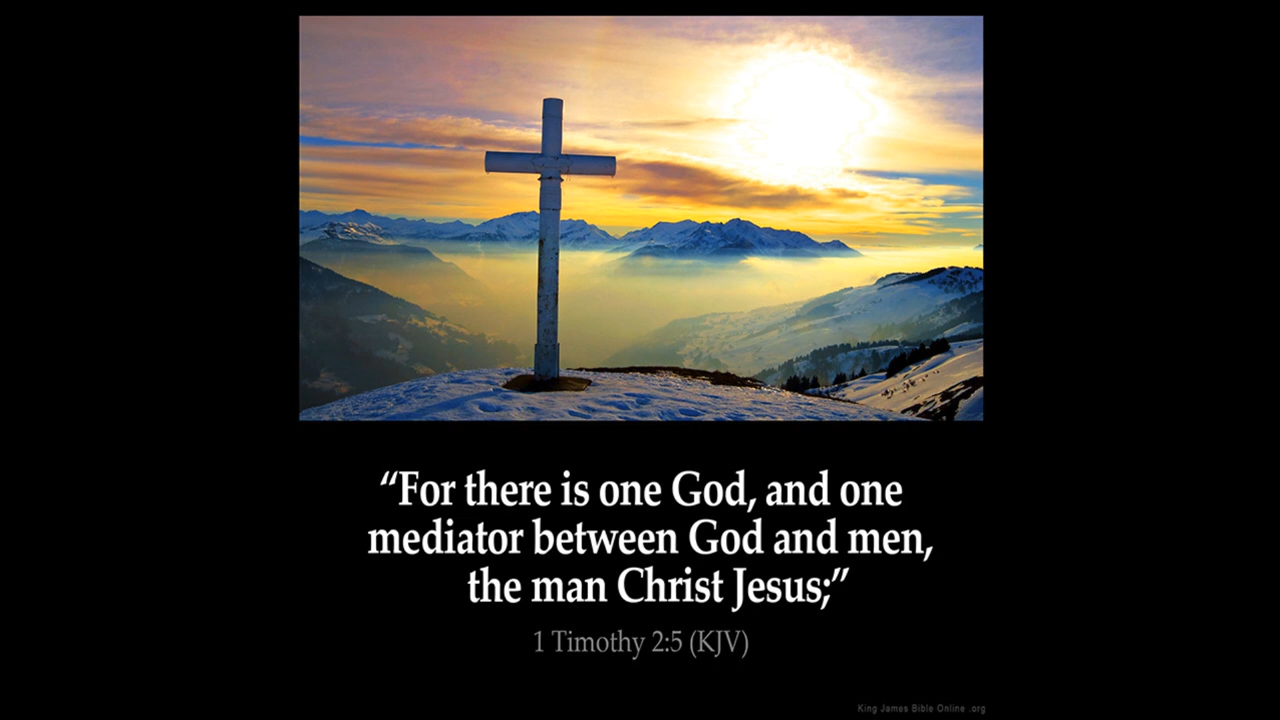 “For there is one God, and one
mediator between God and men,
the man Christ Jesus;”
1 Timothy 2:5 (KJV)
King James Bible Online .org